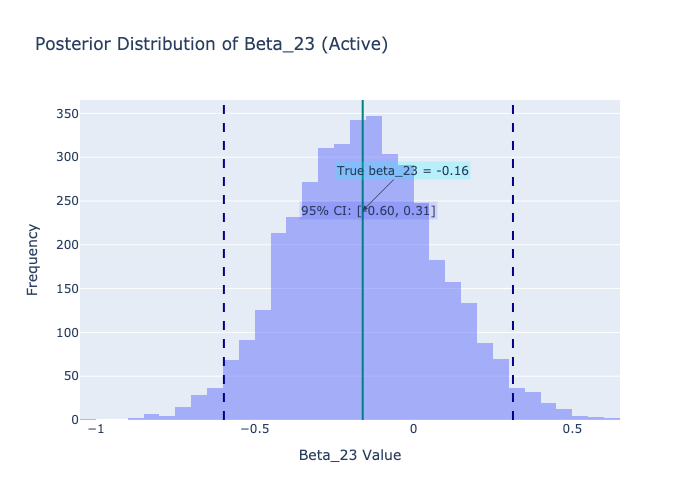 Posterior Distribution of Beta_23 (Active)
350
300
250
200
150
100
50
0
Frequency
True beta_23 = -0.16
95% CI: [-0.60, 0.31]
−1
−0.5
0
0.5
Beta_23 Value